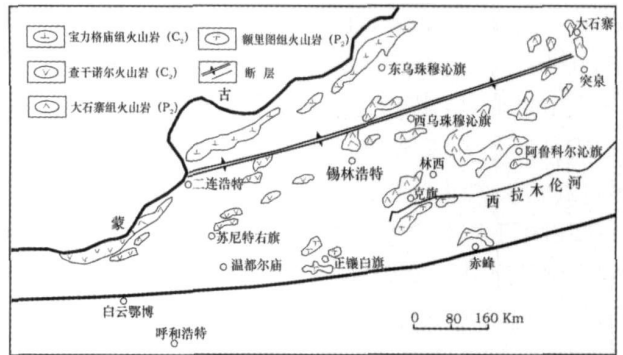 宝力格庙组火山岩(C₂)
额里图组火山岩(P₂)
查干诺尔火山岩(C₂)
断 层
大石寨组火山岩(P₂)
大石寨
突泉
东乌珠穆沁旗
古
西乌珠穆沁旗
阿鲁科尔沁旗
林西
锡林浩特
二连浩特
克旗
西拉木伦河
蒙
苏尼特右旗
温都尔庙
正镶白旗
赤峰
白云鄂博
呼和浩特
0 80 160 Km